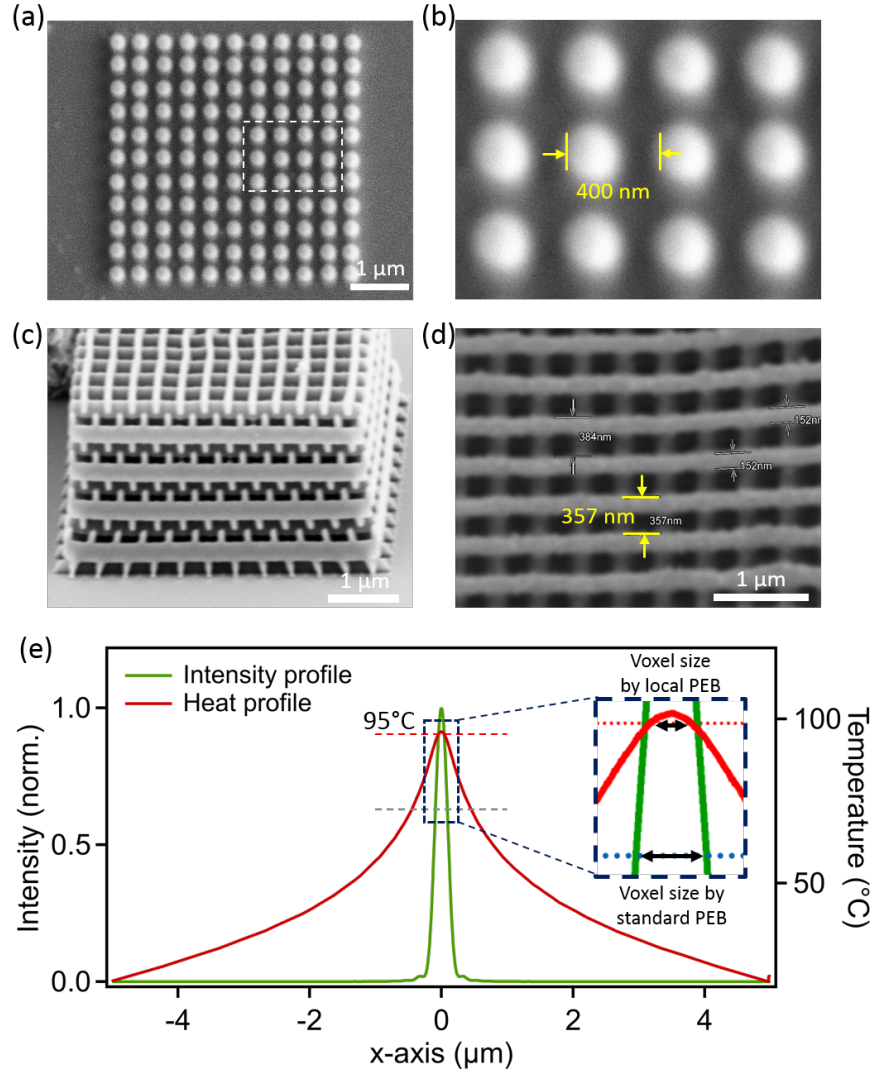 (a)
1 µm
(b)
400 nm
(c)
1 µm
(d)
384nm
152nm
152nm
357 nm
357nm
1 µm
(e)
Intensity profile
Heat profile
95°C
Voxel size
by local PEB
Voxel size by
standard PEB
1.0
0.5
0.0
Intensity (norm.)
100
50
Temperature (°C)
-4
-2
0
2
4
x-axis (µm)